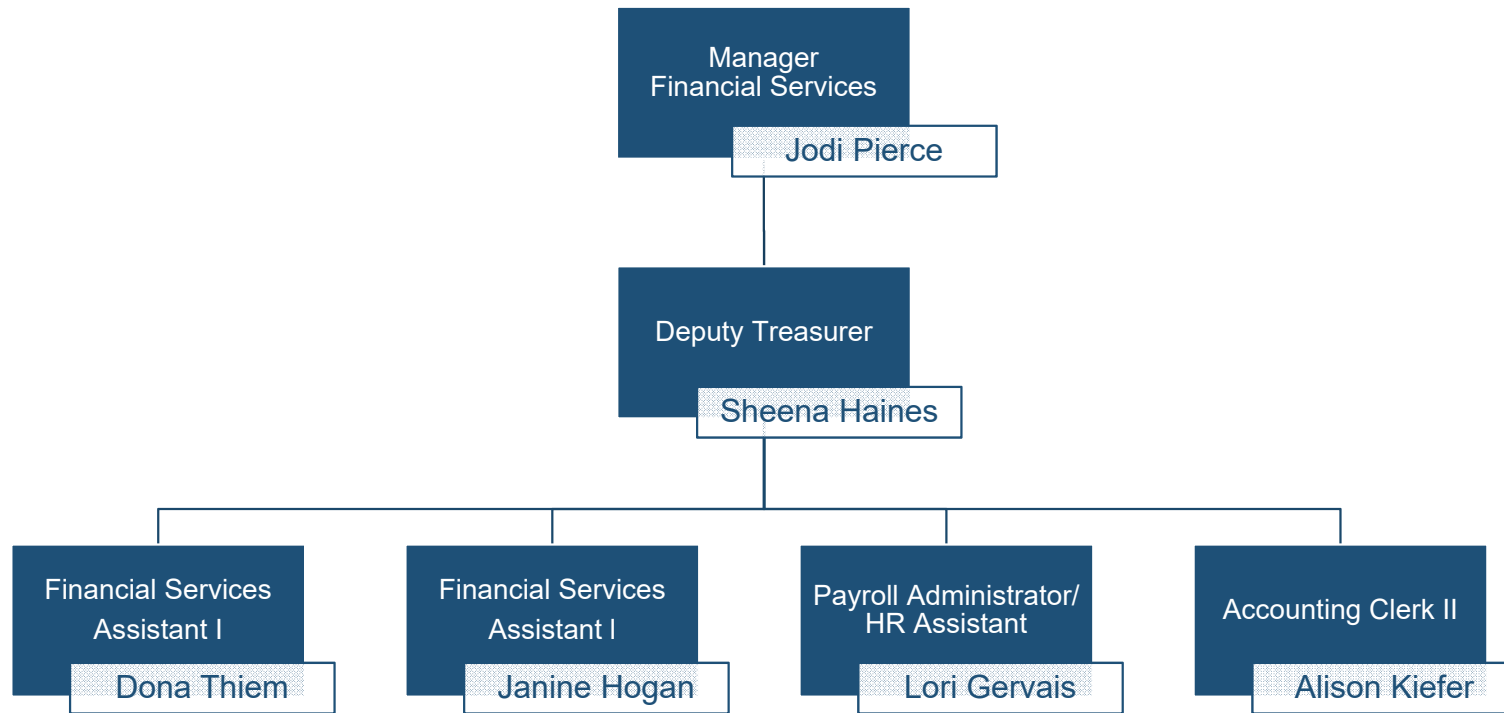 Manager
Financial Services
Jodi Pierce
Deputy Treasurer
Sheena Haines
Financial Services
Assistant I
Dona Thiem
Financial Services
Assistant I
Janine Hogan
Payroll Administrator/
HR Assistant
Lori Gervais
Accounting Clerk II
Alison Kiefer